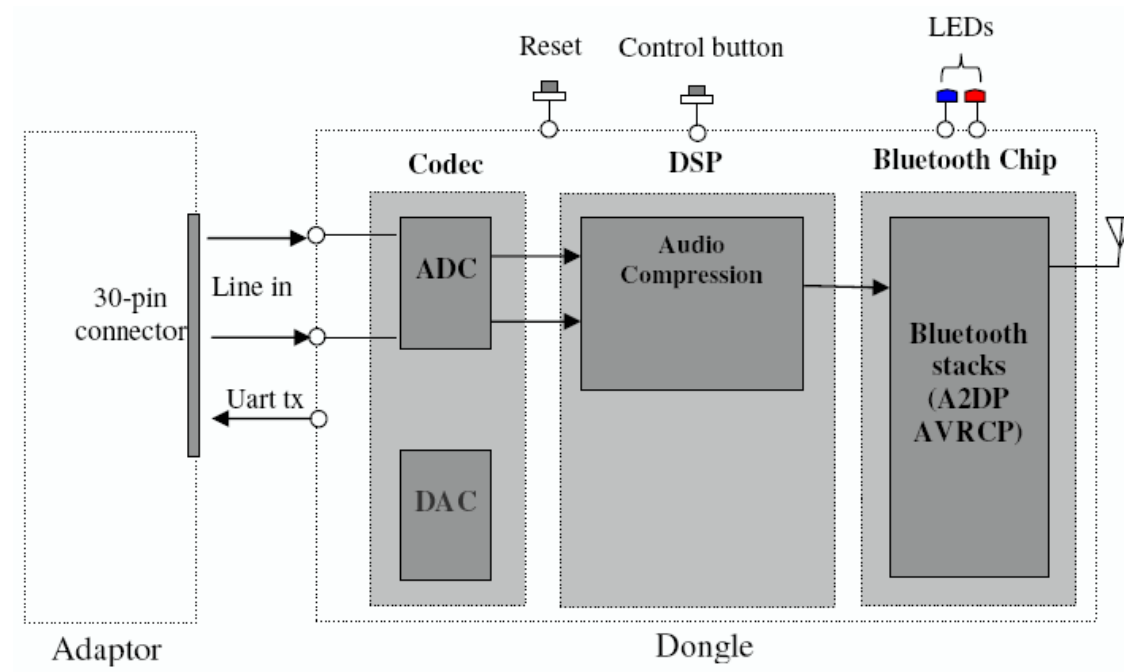 LEDs
Reset
Control button
Codec
DSP
Bluetooth Chip
ADC
Audio
Compression
Line in
30-pin
connector
Bluetooth
stacks
(A2DP
AVRCP)
Uart tx
DAC
Adaptor
Dongle